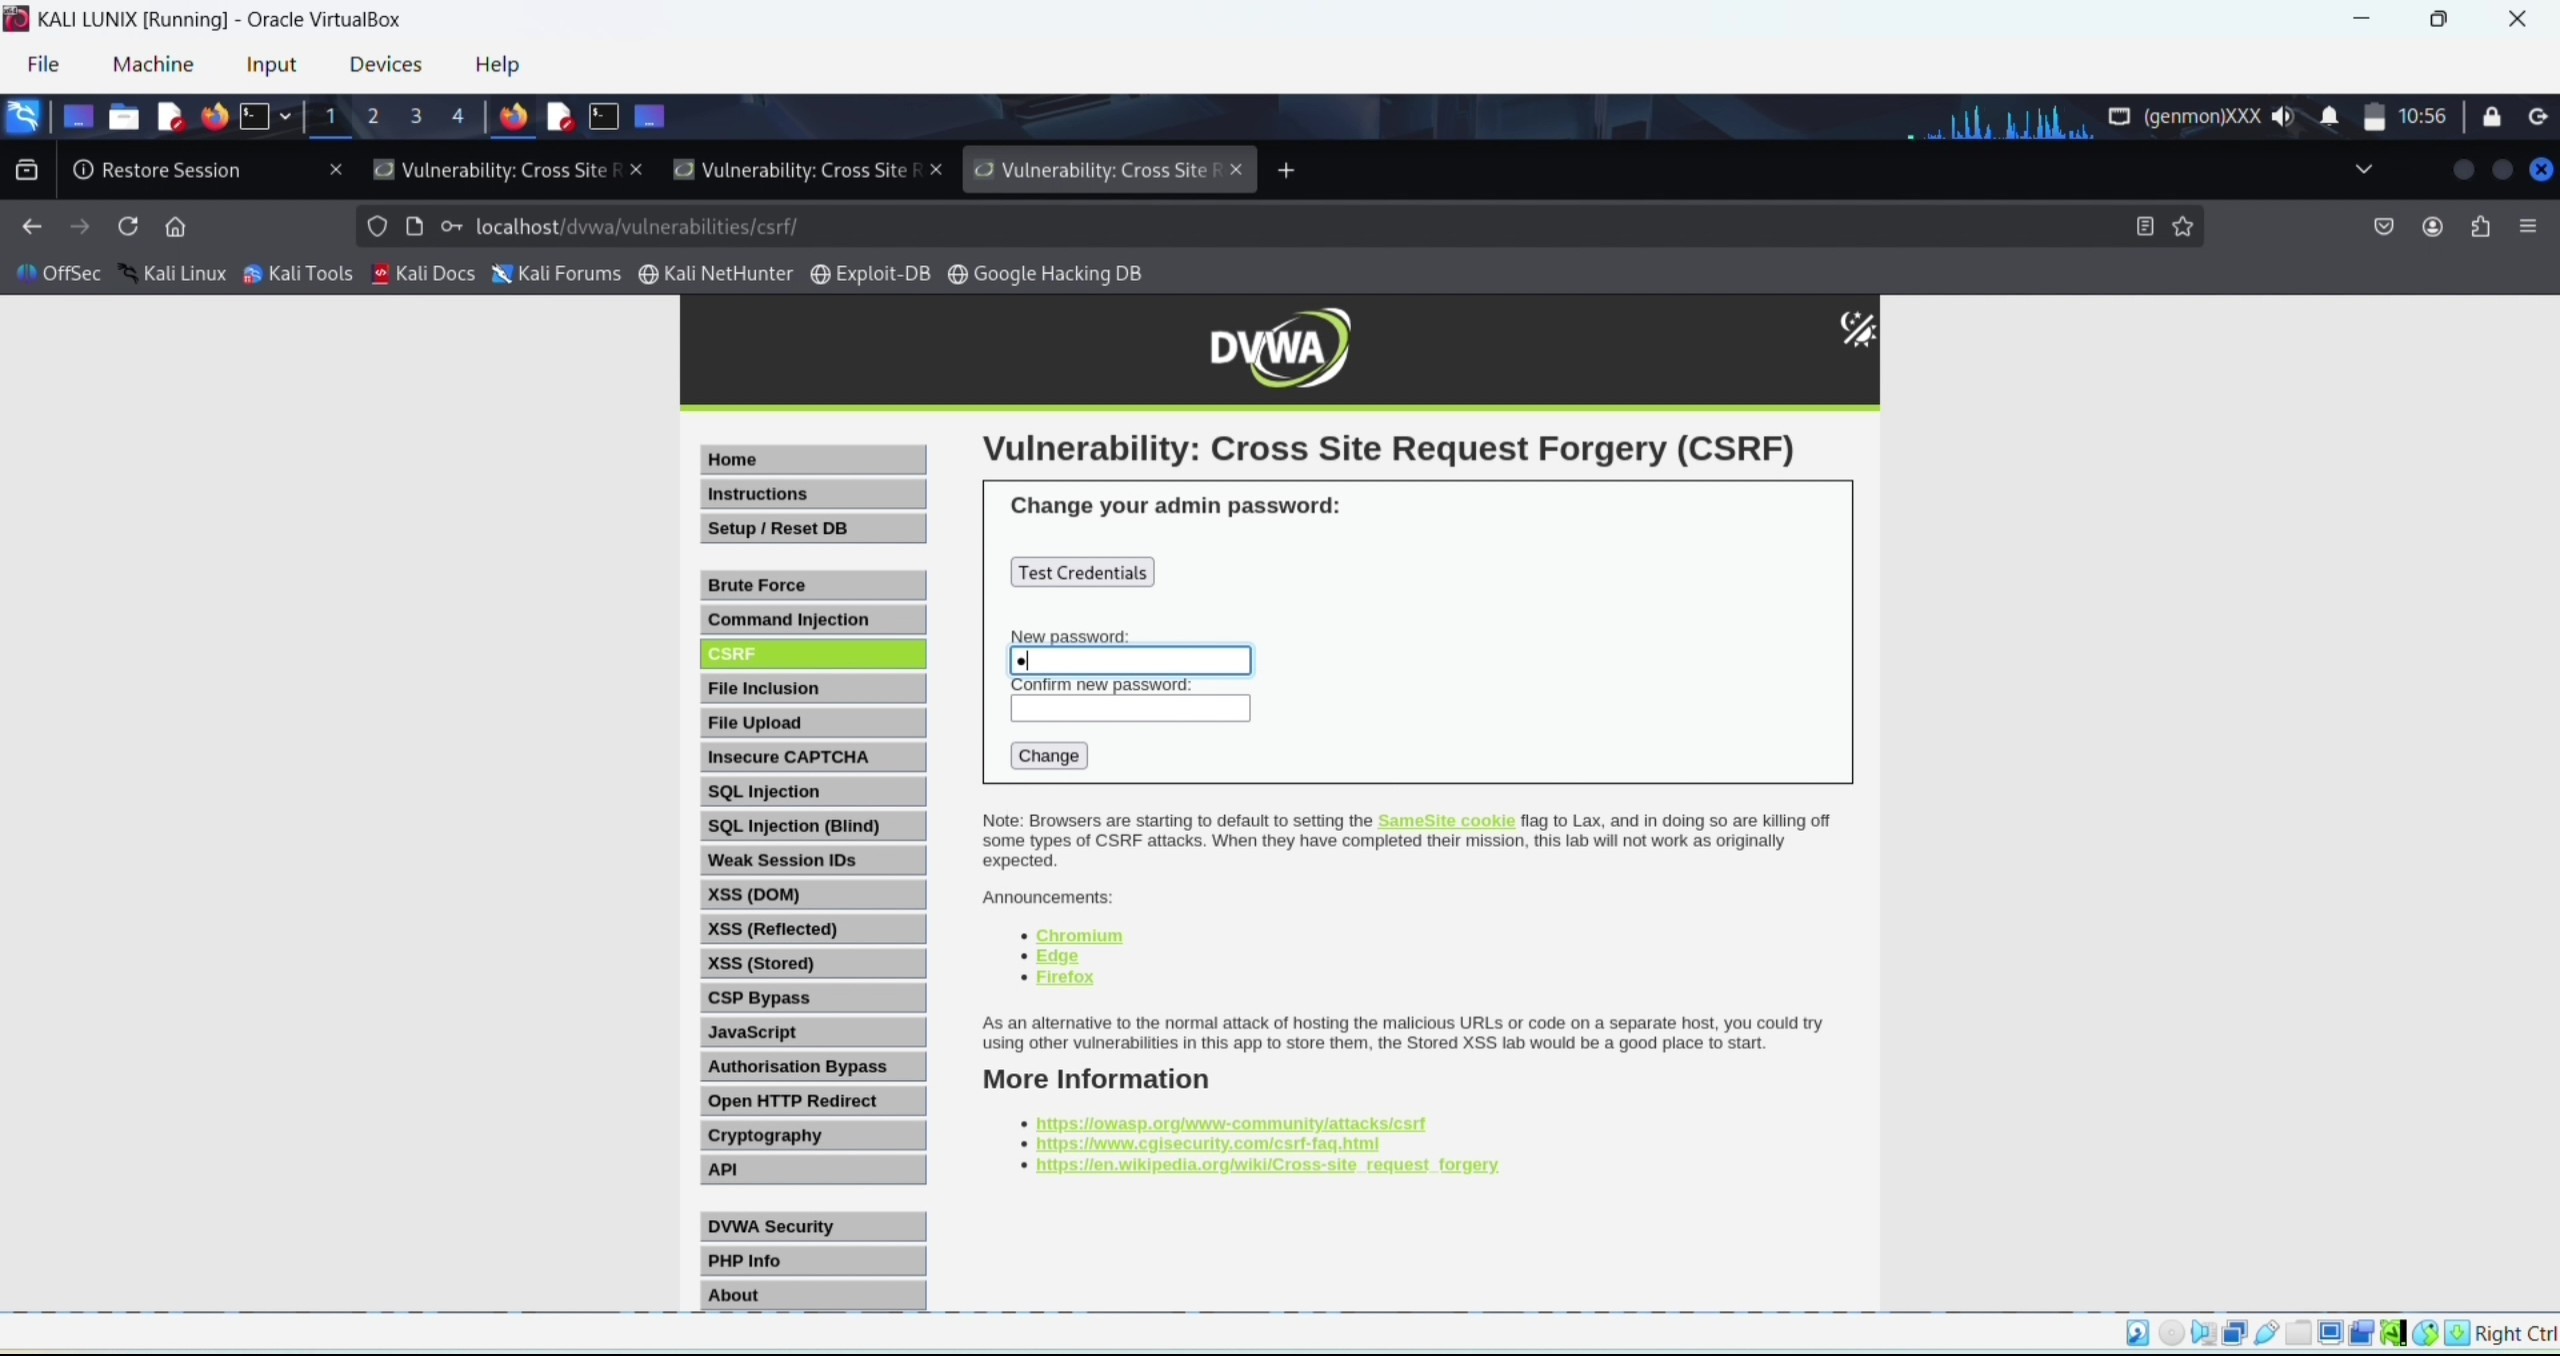 KALI LUNIX [Running] - Oracle VirtualBox
File Machine Input Devices Help
1 2 3 4 (genmon)XXX 10:56
Restore Session Vulnerability: Cross Site R Vulnerability: Cross Site R Vulnerability: Cross Site R
localhost/dvwa/vulnerabilities/csrf/
OffSec Kali Linux Kali Tools Kali Docs Kali Forums Kali NetHunter Exploit-DB Google Hacking DB
DVWA
Home
Instructions
Setup / Reset DB
Brute Force
Command Injection
CSRF
File Inclusion
File Upload
Insecure CAPTCHA
SQL Injection
SQL Injection (Blind)
Weak Session IDs
XSS (DOM)
XSS (Reflected)
XSS (Stored)
CSP Bypass
JavaScript
Authorisation Bypass
Open HTTP Redirect
Cryptography
API
DVWA Security
PHP Info
About
Vulnerability: Cross Site Request Forgery (CSRF)
Change your admin password:
Test Credentials
New password:
Confirm new password:
Change
Note: Browsers are starting to default to setting the SameSite cookie flag to Lax, and in doing so are killing off
some types of CSRF attacks. When they have completed their mission, this lab will not work as originally
expected.
Announcements:
• Chromium
• Edge
• Firefox
As an alternative to the normal attack of hosting the malicious URLs or code on a separate host, you could try
using other vulnerabilities in this app to store them, the Stored XSS lab would be a good place to start.
More Information
• https://owasp.org/www-community/attacks/csrf
• https://www.cgisecurity.com/csrf-faq.html
• https://en.wikipedia.org/wiki/Cross-site_request_forgery
Right Ctrl